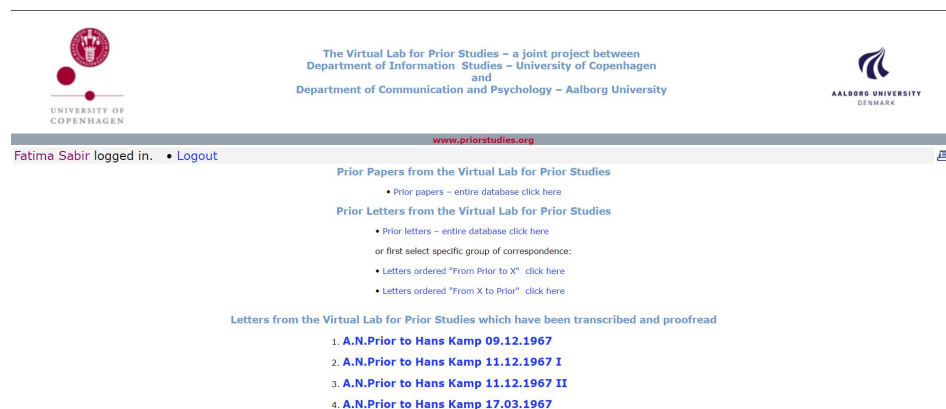 The Virtual Lab for Prior Studies – a joint project between
Department of Information Studies – University of Copenhagen
and
Department of Communication and Psychology – Aalborg University
UNIVERSITY OF
COPENHAGEN
AALBORG UNIVERSITY
DENMARK
www.priorstudies.org
Fatima Sabir logged in. • Logout
Prior Papers from the Virtual Lab for Prior Studies
• Prior papers – entire database click here
Prior Letters from the Virtual Lab for Prior Studies
• Prior letters – entire database click here
or first select specific group of correspondence:
• Letters ordered "From Prior to X" click here
• Letters ordered "From X to Prior" click here
Letters from the Virtual Lab for Prior Studies which have been transcribed and proofread
1. A.N.Prior to Hans Kamp 09.12.1967
2. A.N.Prior to Hans Kamp 11.12.1967 I
3. A.N.Prior to Hans Kamp 11.12.1967 II
4. A.N.Prior to Hans Kamp 17.03.1967